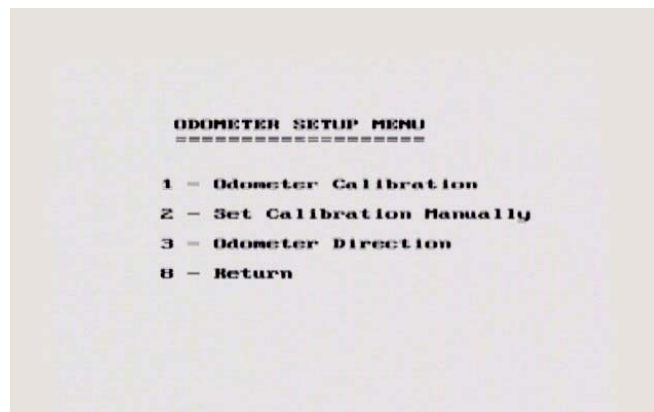 ODOMETER SETUP MENU
====================
1 - Odometer Calibration
2 - Set Calibration Manually
3 - Odometer Direction
8 - Return